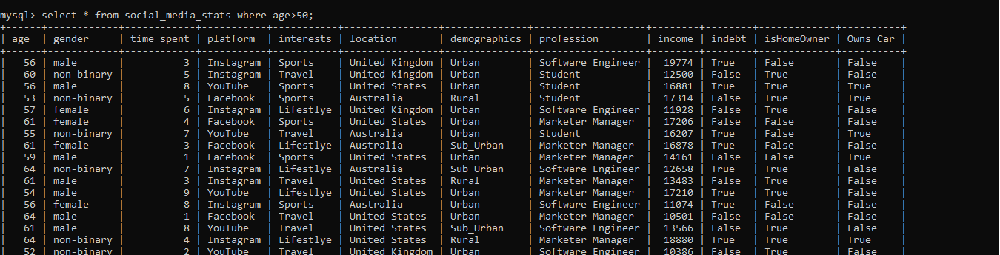 mysql> select * from social_media_stats where age>50;
+------+------------+------------+-----------+------------+----------------+--------------+-------------------+--------+--------+-------------+----------+
| age | gender | time_spent | platform | interests | location | demographics | profession | income | indebt | isHomeOwner | Owns_Car |
+------+------------+------------+-----------+------------+----------------+--------------+-------------------+--------+--------+-------------+----------+
| 56 | male | 3 | Instagram | Sports | United Kingdom | Urban | Software Engineer | 19774 | True | False | False |
| 60 | non-binary | 5 | Instagram | Travel | United Kingdom | Urban | Student | 12500 | False | True | False |
| 56 | male | 8 | YouTube | Sports | United States | Urban | Student | 16881 | True | True | True |
| 53 | non-binary | 5 | Facebook | Sports | Australia | Rural | Student | 17314 | False | True | True |
| 57 | female | 6 | Instagram | Lifestlye | United Kingdom | Urban | Software Engineer | 11928 | True | False | True |
| 61 | female | 4 | Facebook | Sports | United States | Urban | Marketer Manager | 17206 | False | False | False |
| 55 | non-binary | 7 | YouTube | Travel | Australia | Urban | Student | 16207 | True | False | True |
| 61 | female | 3 | Facebook | Lifestlye | Australia | Sub_Urban | Marketer Manager | 16878 | True | False | False |
| 59 | male | 1 | Facebook | Sports | United States | Urban | Marketer Manager | 14161 | False | False | True |
| 64 | non-binary | 7 | Instagram | Lifestlye | Australia | Sub_Urban | Software Engineer | 12658 | True | True | False |
| 61 | male | 3 | Instagram | Travel | United States | Rural | Marketer Manager | 13483 | False | True | False |
| 54 | male | 9 | YouTube | Lifestlye | United States | Urban | Marketer Manager | 17210 | True | True | False |
| 56 | female | 8 | Instagram | Sports | Australia | Urban | Software Engineer | 11074 | True | False | False |
| 64 | male | 1 | Facebook | Travel | United States | Urban | Marketer Manager | 10501 | False | False | False |
| 61 | male | 8 | YouTube | Travel | United States | Sub_Urban | Software Engineer | 13566 | False | True | False |
| 64 | non-binary | 4 | Instagram | Lifestlye | United States | Rural | Marketer Manager | 18880 | True | True | True |
| 52 | non-binary | 2 | YouTube | Travel | United Kingdom | Urban | Software Engineer | 10386 | False | True | False |